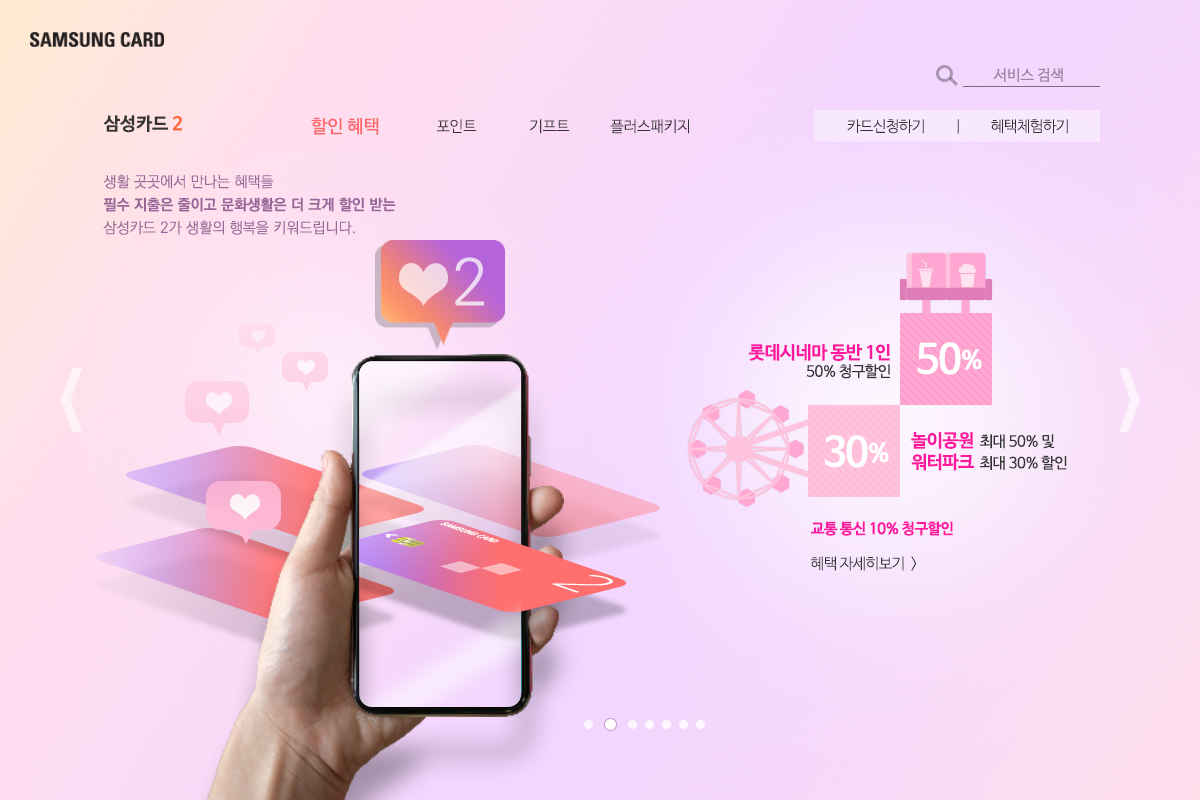 SAMSUNG CARD
서비스 검색
삼성카드 2
할인 혜택
포인트
기프트
플러스패키지
카드신청하기 | 혜택체험하기
생활 곳곳에서 만나는 혜택들
필수 지출은 줄이고 문화생활은 더 크게 할인 받는
삼성카드 2가 생활의 행복을 키워드립니다.
2
롯데시네마 동반 1인
50% 청구할인
50%
30%
놀이공원 최대 50% 및
워터파크 최대 30% 할인
SAMSUNG CARD
2
교통 통신 10% 청구할인
혜택 자세히보기 〉